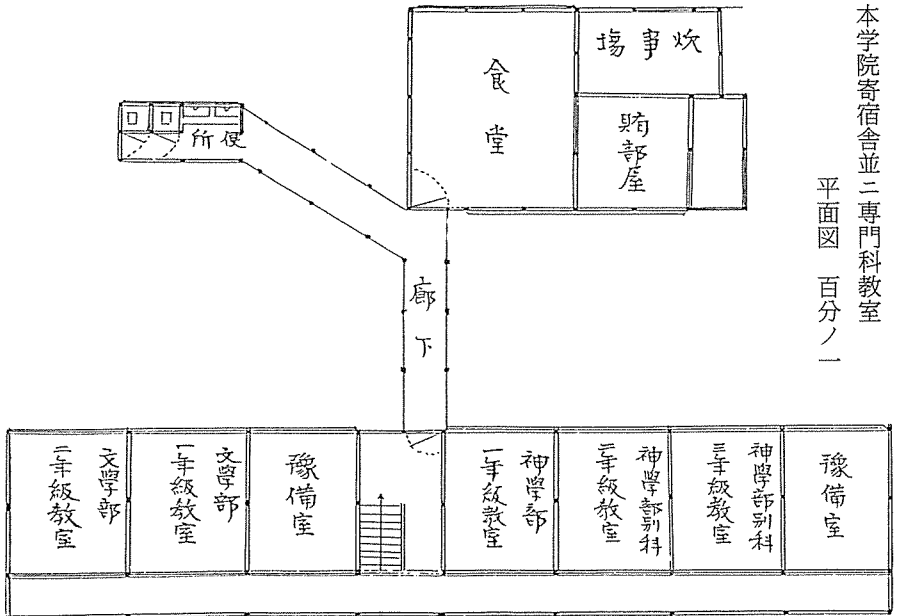 本学院寄宿舎並ニ専門科教室
平面図 百分ノ一
炊事場
食堂
賄部屋
便所
廊下
豫備室
神學部別科
三年級教室
神學部別科
二年級教室
神學部
一年級教室
豫備室
文學部
一年級教室
文學部
二年級教室